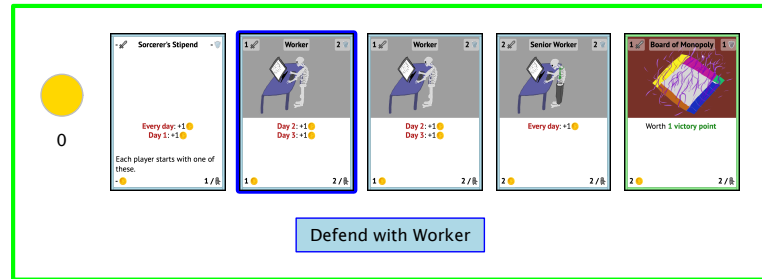 - Sorcerer's Stipend -
1 Worker 2
1 Worker 2
2 Senior Worker 2
1 Board of Monopoly 1
0
Every day: +1
Day 1: +1
Each player starts with one of
these.
- 1 /
Day 2: +1
Day 3: +1
1 2 /
Day 2: +1
Day 3: +1
1 2 /
Every day: +1
2 2 /
Worth 1 victory point
2 2 /
Defend with Worker